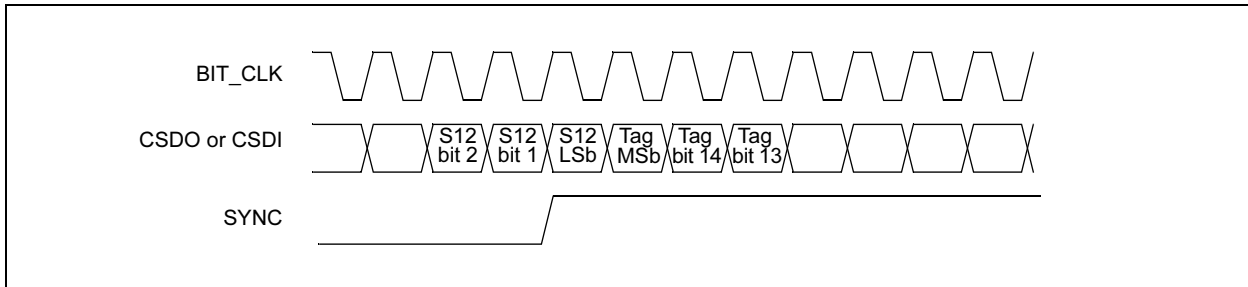 BIT_CLK
CSDO or CSDI
S12 S12 S12 Tag Tag Tag
bit 2 bit 1 LSb MSb bit 14 bit 13
SYNC